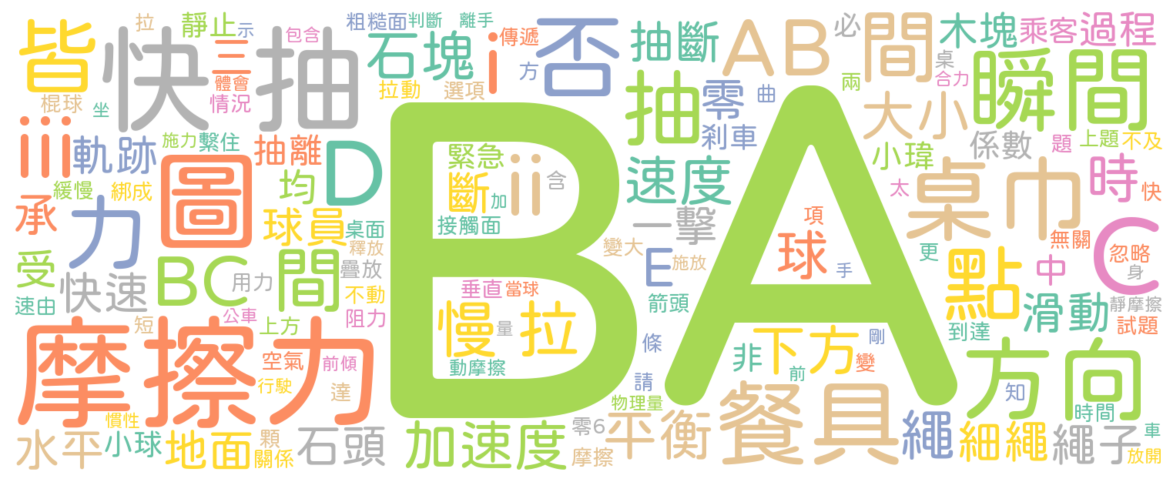 皆
快抽
拉
靜止
示
三
包含
體會
情況
棍球
坐
粗糙面
判斷
離手
石塊
i
傳遞
方
拉動
選項
否
抽斷
AB
必
間
木塊
乘客
過程
桌
合力
瞬間
抽
零
曲
兩
大小
剎車
係數
題
上題
不及
iii
軌跡
施力
繫住
抽離
圖
D
緊急
ii
斷
加
含
接觸面
速度
小瑋
桌巾
時
太
快
承
緩慢
綁成
力
均
球員
桌面
釋放
疊放
BA
一擊
變大
E
施放
箭頭
項
球
手
更
點
中
無關
C
忽略
身
靜摩擦
試題
受
快速
速由
BC
用力
間
不動
阻力
垂直
當球
慢拉
量
條
非
下方
剛
變
前
到達
滑動
摩擦力
短
公車
上方
空氣
前傾
行駛
達
動摩擦
請
物理量
方向
知
時間
水平
慣性
小球
地面
顆
關係
石頭
加速度
零6
摩擦
平衡
餐具
繩
細繩
繩子
車
放開